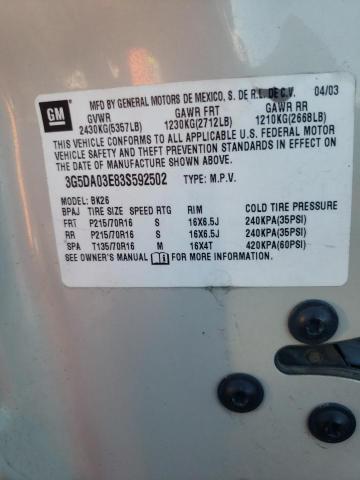 GM
MFD BY GENERAL MOTORS DE MEXICO, S. DE R.L. DE C.V. 04/03
GVWR GAWR FRT GAWR RR
2430KG(5357LB) 1230KG(2712LB) 1210KG(2668LB)
THIS VEHICLE CONFORMS TO ALL APPLICABLE U.S. FEDERAL MOTOR
VEHICLE SAFETY AND THEFT PREVENTION STANDARDS IN EFFECT ON
THE DATE OF MANUFACTURE SHOWN ABOVE.
3G5DA03E83S592502 TYPE: M.P.V.
MODEL: BK26
BPAJ TIRE SIZE SPEED RTG RIM COLD TIRE PRESSURE
FRT P215/70R16 S 16X6.5J 240KPA(35PSI)
RR P215/70R16 S 16X6.5J 240KPA(35PSI)
SPA T135/70R16 M 16X4T 420KPA(60PSI)
SEE OWNER'S MANUAL FOR MORE INFORMATION.